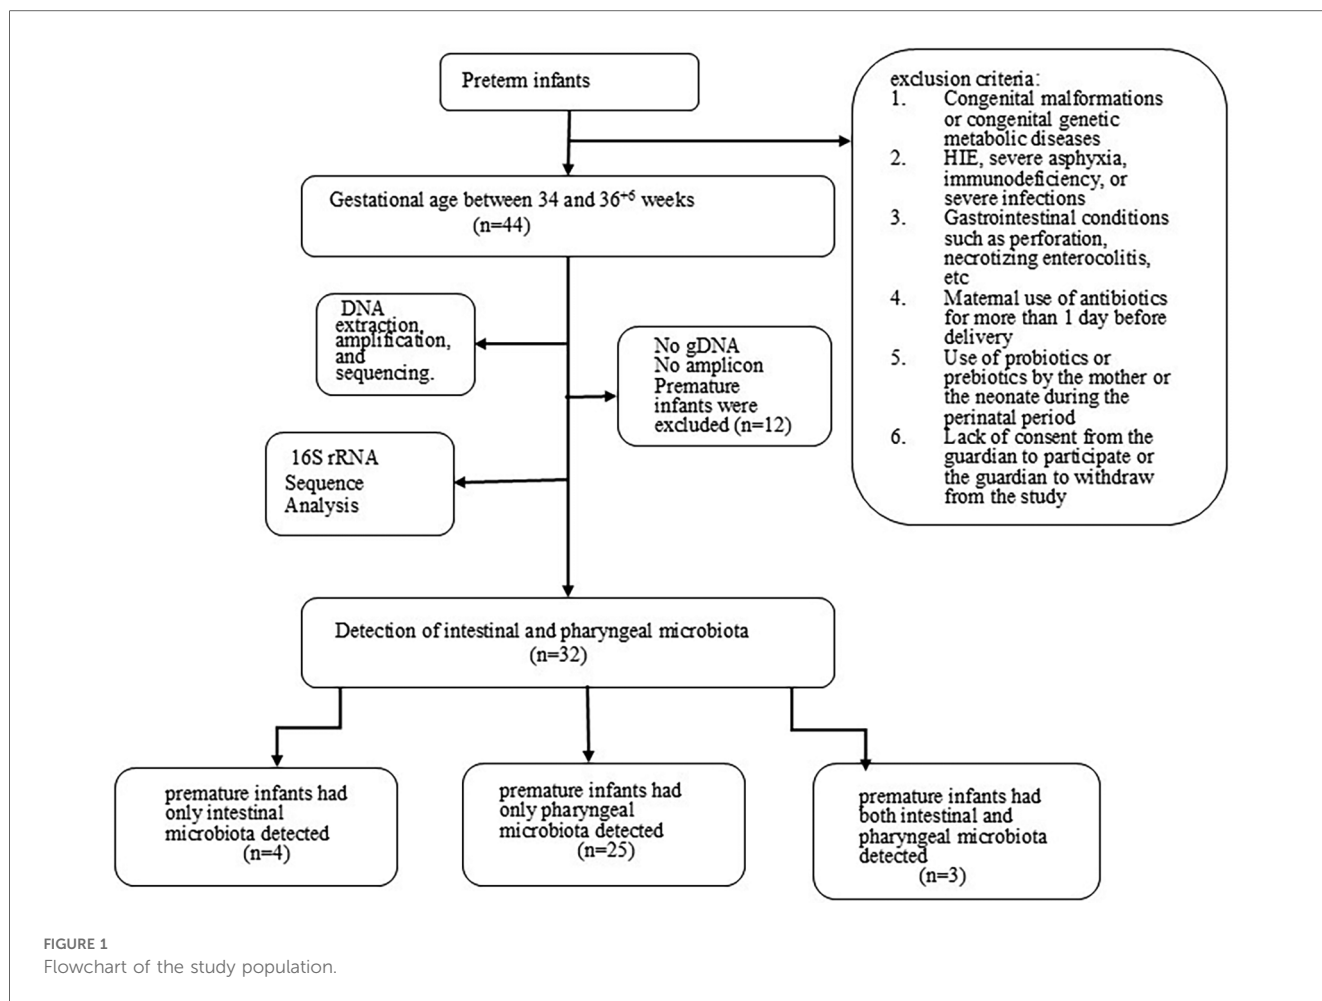 Preterm infants
exclusion criteria:
1. Congenital malformations
or congenital genetic
metabolic diseases
2. HIE, severe asphyxia,
immunodeficiency, or
severe infections
3. Gastrointestinal conditions
such as perforation,
necrotizing enterocolitis,
etc
4. Maternal use of antibiotics
for more than 1 day before
delivery
5. Use of probiotics or
prebiotics by the mother or
the neonate during the
perinatal period
6. Lack of consent from the
guardian to participate or
the guardian to withdraw
from the study
Gestational age between 34 and 36⁺⁶ weeks
(n=44)
DNA
extraction,
amplification,
and
sequencing.
No gDNA
No amplicon
Premature
infants were
excluded (n=12)
16S rRNA
Sequence
Analysis
Detection of intestinal and pharyngeal microbiota
(n=32)
premature infants had
only intestinal
microbiota detected
(n=4)
premature infants had
only pharyngeal
microbiota detected
(n=25)
premature infants had
both intestinal and
pharyngeal microbiota
detected
(n=3)
FIGURE 1
Flowchart of the study population.